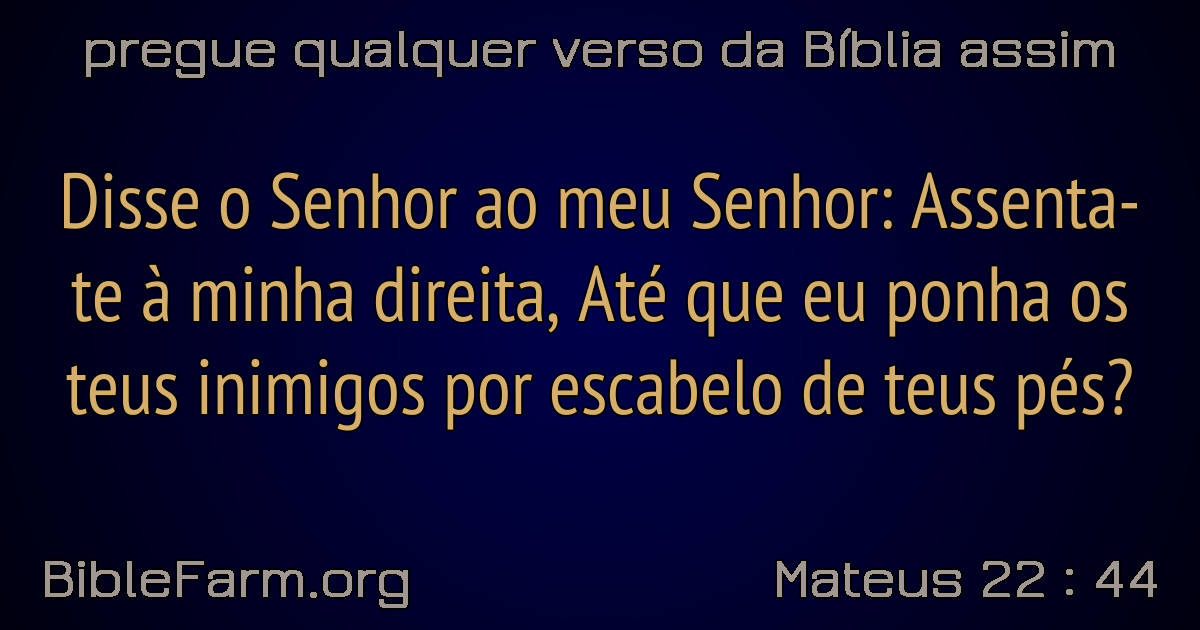 pregue qualquer verso da Bíblia assim
Disse o Senhor ao meu Senhor: Assenta-
te à minha direita, Até que eu ponha os
teus inimigos por escabelo de teus pés?
BibleFarm.org
Mateus 22 : 44